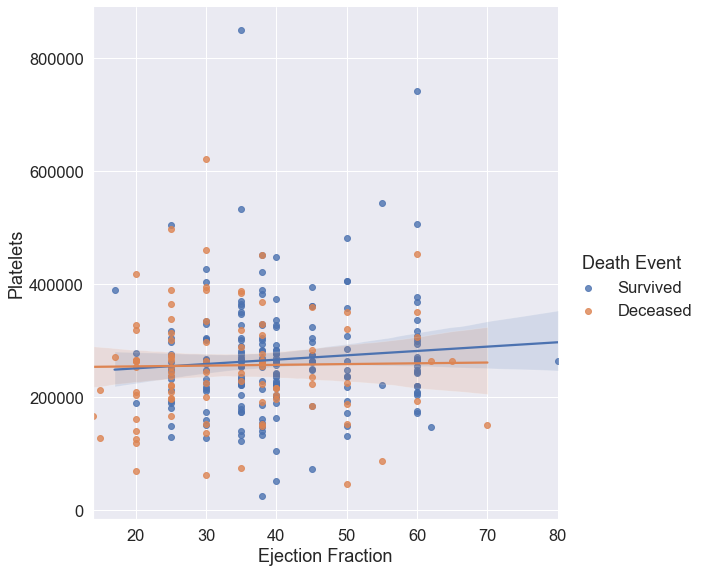 800000
600000
400000
200000
0
Platelets
20 30 40 50 60 70 80
Ejection Fraction
Death Event
Survived
Deceased